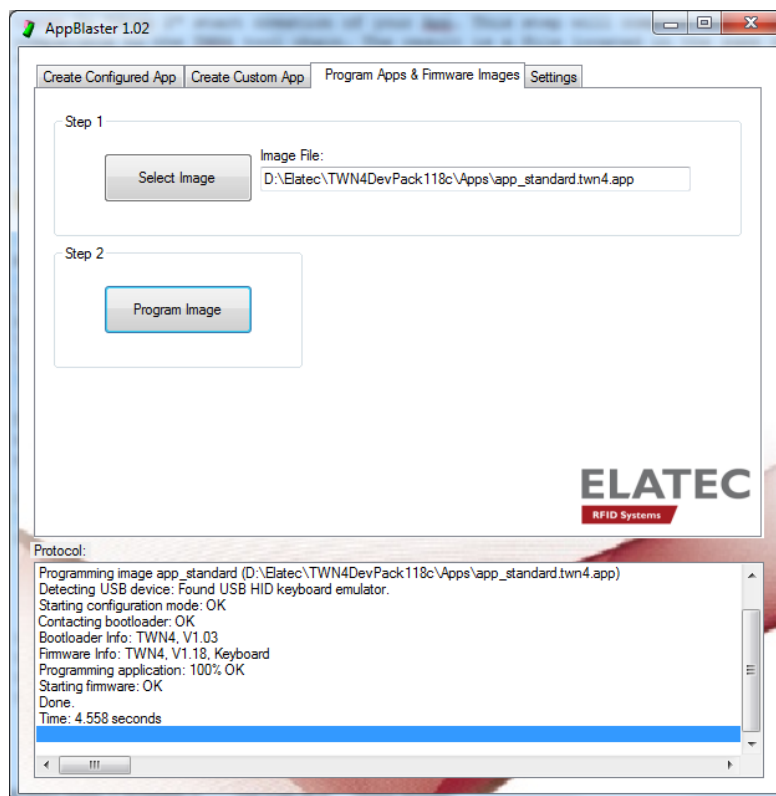 AppBlaster 1.02
Create Configured App
Create Custom App
Program Apps & Firmware Images
Settings
Step 1
Select Image
Image File:
D:\Elatec\TWN4DevPack118c\Apps\app_standard.twn4.app
Step 2
Program Image
ELATEC
RFID Systems
Protocol:
Programming image app_standard (D:\Elatec\TWN4DevPack118c\Apps\app_standard.twn4.app)
Detecting USB device: Found USB HID keyboard emulator.
Starting configuration mode: OK
Contacting bootloader: OK
Bootloader Info: TWN4, V1.03
Firmware Info: TWN4, V1.18, Keyboard
Programming application: 100% OK
Starting firmware: OK
Done.
Time: 4.558 seconds